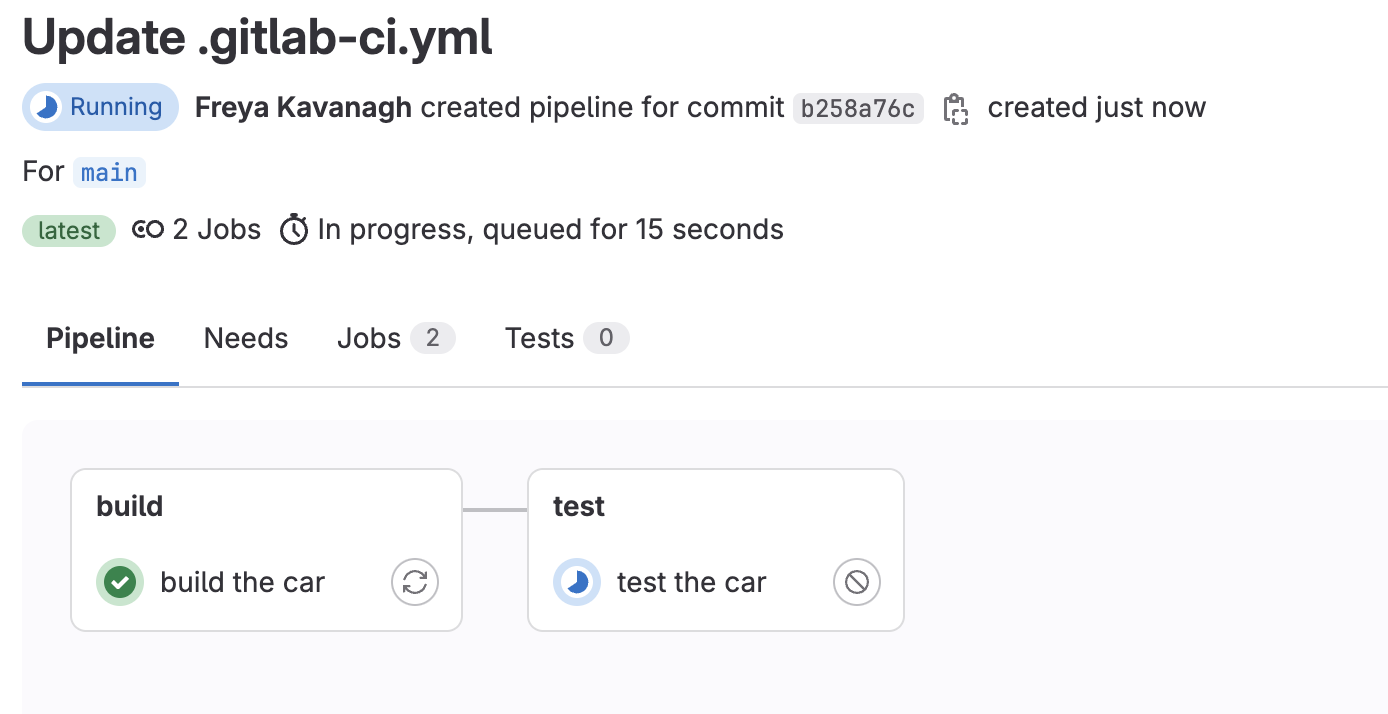 Update .gitlab-ci.yml
Running Freya Kavanagh created pipeline for commit b258a76c created just now
For main
latest 2 Jobs In progress, queued for 15 seconds
Pipeline Needs Jobs 2 Tests 0
build test
build the car test the car